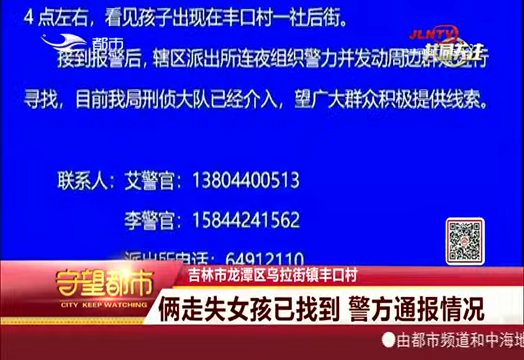 4点左右，看见孩子出现在丰口村一社后街。
都市
JLNTV
接到报警后，辖区派出所连夜组织警力并发动周边群
行
寻找，目前我局刑侦大队已经介入，望广大群众积极提供线索。
联系人：艾警官：13804400513
李警官：15844241562
派出所电话：64912110
吉林市龙潭区乌拉街镇丰口村
守望都市
俩走失女孩已找到 警方通报情况
●由都市频道和中海地